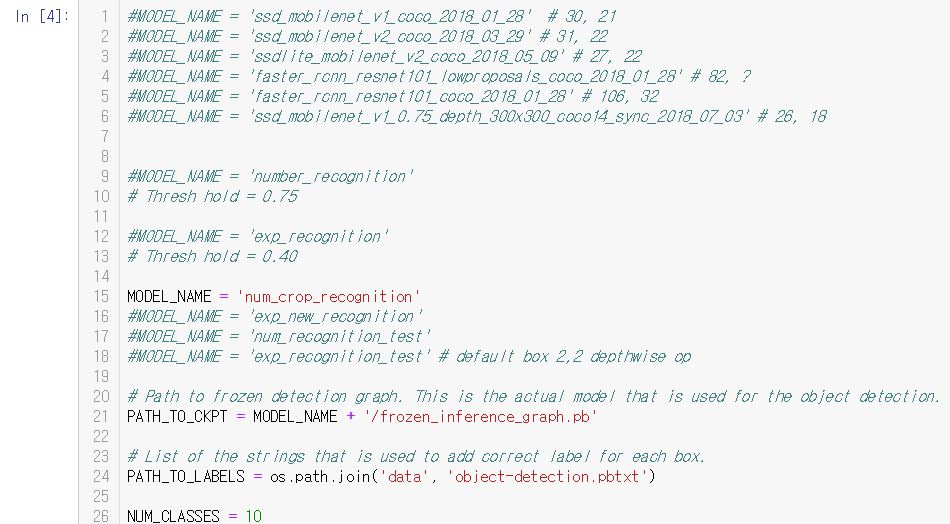 In [4]:
1 #MODEL_NAME = 'ssd_mobilenet_v1_coco_2018_01_28'  # 30, 21
2 #MODEL_NAME = 'ssd_mobilenet_v2_coco_2018_03_29' # 31, 22
3 #MODEL_NAME = 'ssdlite_mobilenet_v2_coco_2018_05_09' # 27, 22
4 #MODEL_NAME = 'faster_rcnn_resnet101_lowproposals_coco_2018_01_28' # 82, ?
5 #MODEL_NAME = 'faster_rcnn_resnet101_coco_2018_01_28' # 106, 32
6 #MODEL_NAME = 'ssd_mobilenet_v1_0.75_depth_300x300_coco14_sync_2018_07_03' # 26, 18
7
8
9 #MODEL_NAME = 'number_recognition'
10 # Thresh hold = 0.75
11
12 #MODEL_NAME = 'exp_recognition'
13 # Thresh hold = 0.40
14
15 MODEL_NAME = 'num_crop_recognition'
16 #MODEL_NAME = 'exp_new_recognition'
17 #MODEL_NAME = 'num_recognition_test'
18 #MODEL_NAME = 'exp_recognition_test' # default box 2,2 depthwise op
19
20 # Path to frozen detection graph. This is the actual model that is used for the object detection.
21 PATH_TO_CKPT = MODEL_NAME + '/frozen_inference_graph.pb'
22
23 # List of the strings that is used to add correct label for each box.
24 PATH_TO_LABELS = os.path.join('data', 'object-detection.pbtxt')
25
26 NUM_CLASSES = 10